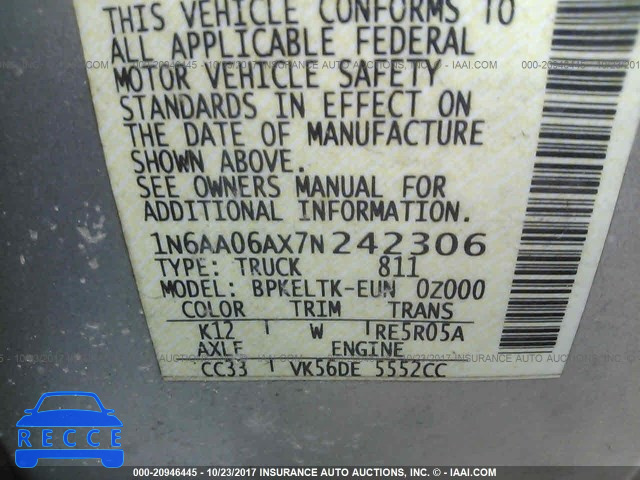 THIS VEHICLE CONFORMS TO
ALL APPLICABLE FEDERAL
MOTOR VEHICLE SAFETY
STANDARDS IN EFFECT ON
THE DATE OF MANUFACTURE
SHOWN ABOVE.
SEE OWNERS MANUAL FOR
ADDITIONAL INFORMATION.
1N6AA06AX7N242306
TYPE: TRUCK 811
MODEL: BPKELTK-EUN 0Z000
COLOR TRIM TRANS
K12 W RE5R05A
AXLE ENGINE
CC33 VK56DE 5552CC
RECCE
000-20946445 - 10/23/2017 INSURANCE AUTO AUCTIONS, INC. - © - IAAI.COM